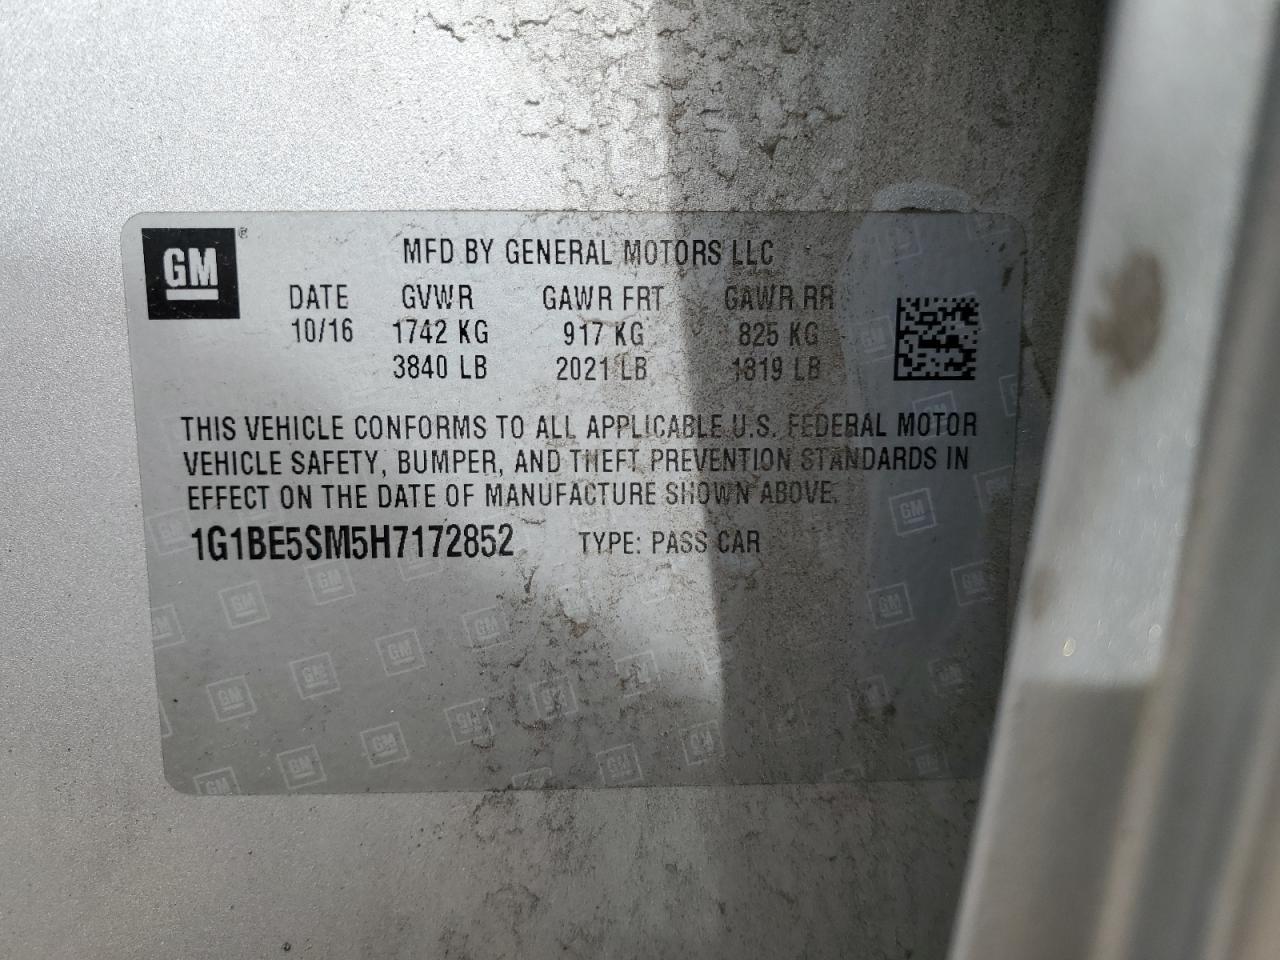 GM ® MFD BY GENERAL MOTORS LLC
DATE GVWR GAWR FRT GAWR RR
10/16 1742 KG 917 KG 825 KG
3840 LB 2021 LB 1819 LB
THIS VEHICLE CONFORMS TO ALL APPLICABLE U.S. FEDERAL MOTOR
VEHICLE SAFETY, BUMPER, AND THEFT PREVENTION STANDARDS IN
EFFECT ON THE DATE OF MANUFACTURE SHOWN ABOVE.
1G1BE5SM5H7172852 TYPE: PASS CAR